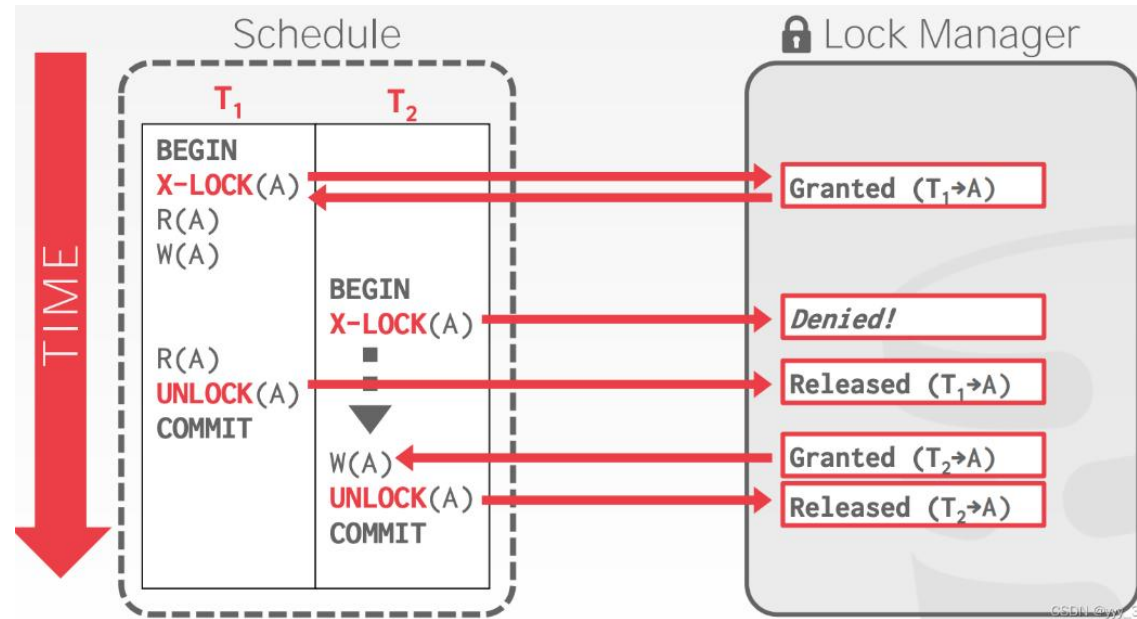 Schedule
Lock Manager
TIME
T1
T2
BEGIN
X-LOCK(A)
R(A)
W(A)
BEGIN
X-LOCK(A)
R(A)
UNLOCK(A)
COMMIT
W(A)
UNLOCK(A)
COMMIT
Granted (T1→A)
Denied!
Released (T1→A)
Granted (T2→A)
Released (T2→A)